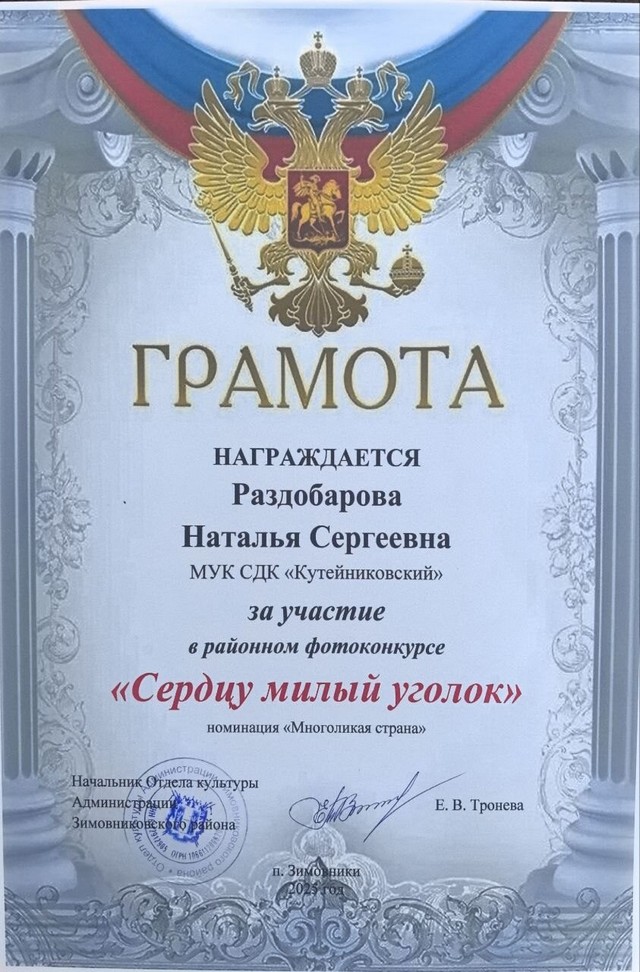 ГРАМОТА
НАГРАЖДАЕТСЯ
Раздобарова
Наталья Сергеевна
МУК СДК «Кутейниковский»
за участие
в районном фотоконкурсе
«Сердцу милый уголок»
номинация «Многоликая страна»
Начальник Отдела культуры
Администрации
Зимовниковского района
Е. В. Тронева
п. Зимовники
2025 год